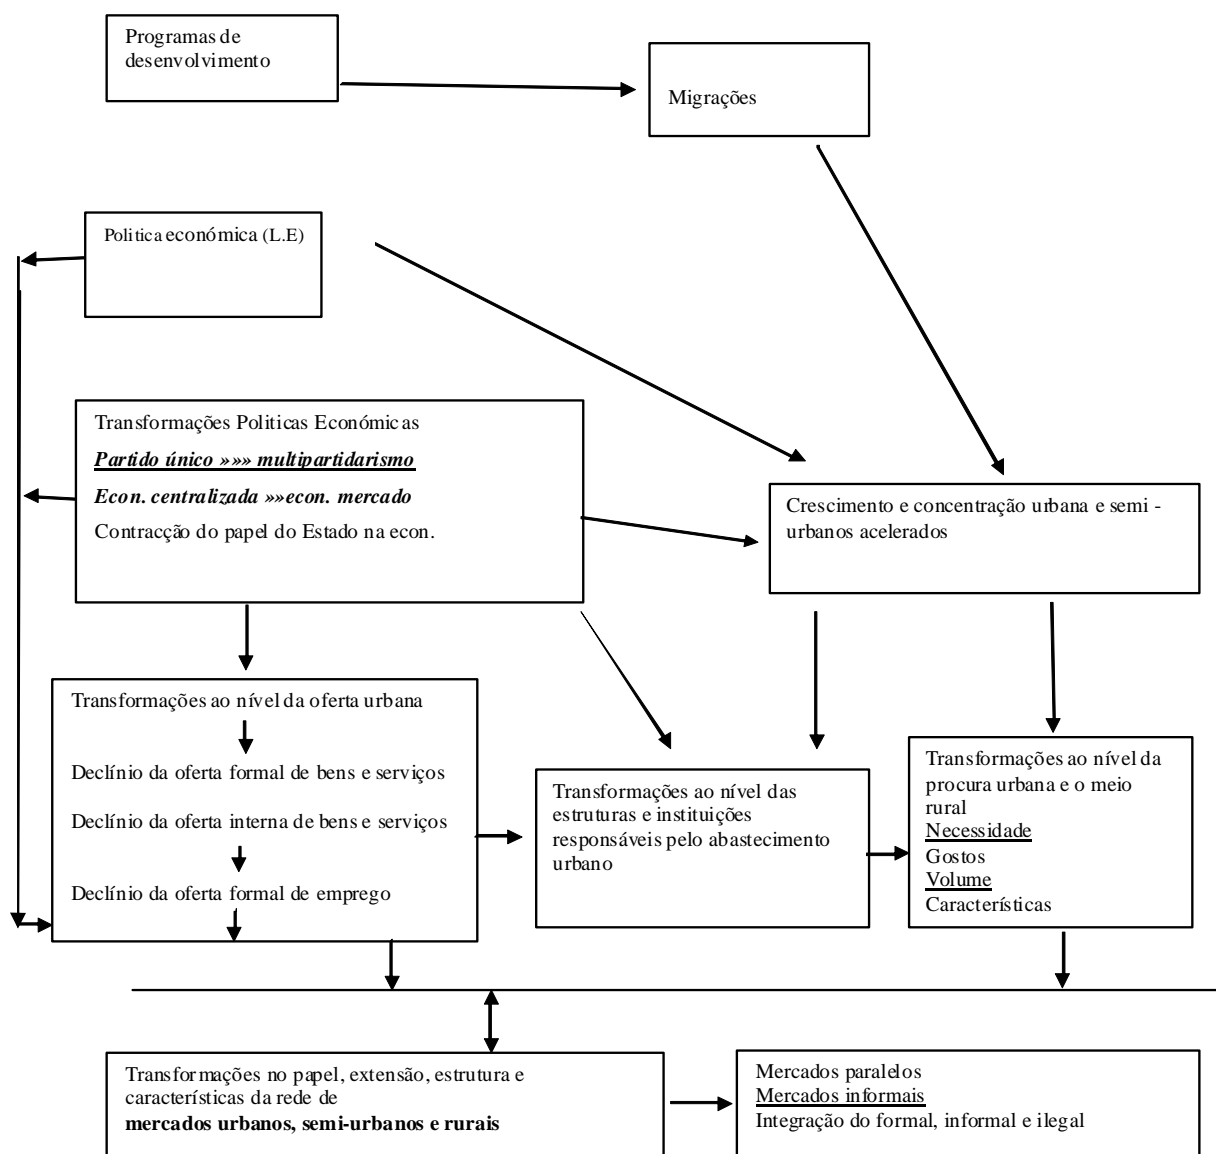 Programas de
desenvolvimento
Migrações
Politica económica (L.E)
Transformações Politicas Económicas
Partido único »»» multipartidarismo
Econ. centralizada »»econ. mercado
Contracção do papel do Estado na econ.
Crescimento e concentração urbana e semi -
urbanos acelerados
Transformações ao nível da oferta urbana
Declínio da oferta formal de bens e serviços
Declínio da oferta interna de bens e serviços
Declínio da oferta formal de emprego
Transformações ao nível das
estruturas e instituições
responsáveis pelo abastecimento
urbano
Transformações ao nível da
procura urbana e o meio
rural
Necessidade
Gostos
Volume
Características
Transformações no papel, extensão, estrutura e
características da rede de
mercados urbanos, semi-urbanos e rurais
Mercados paralelos
Mercados informais
Integração do formal, informal e ilegal